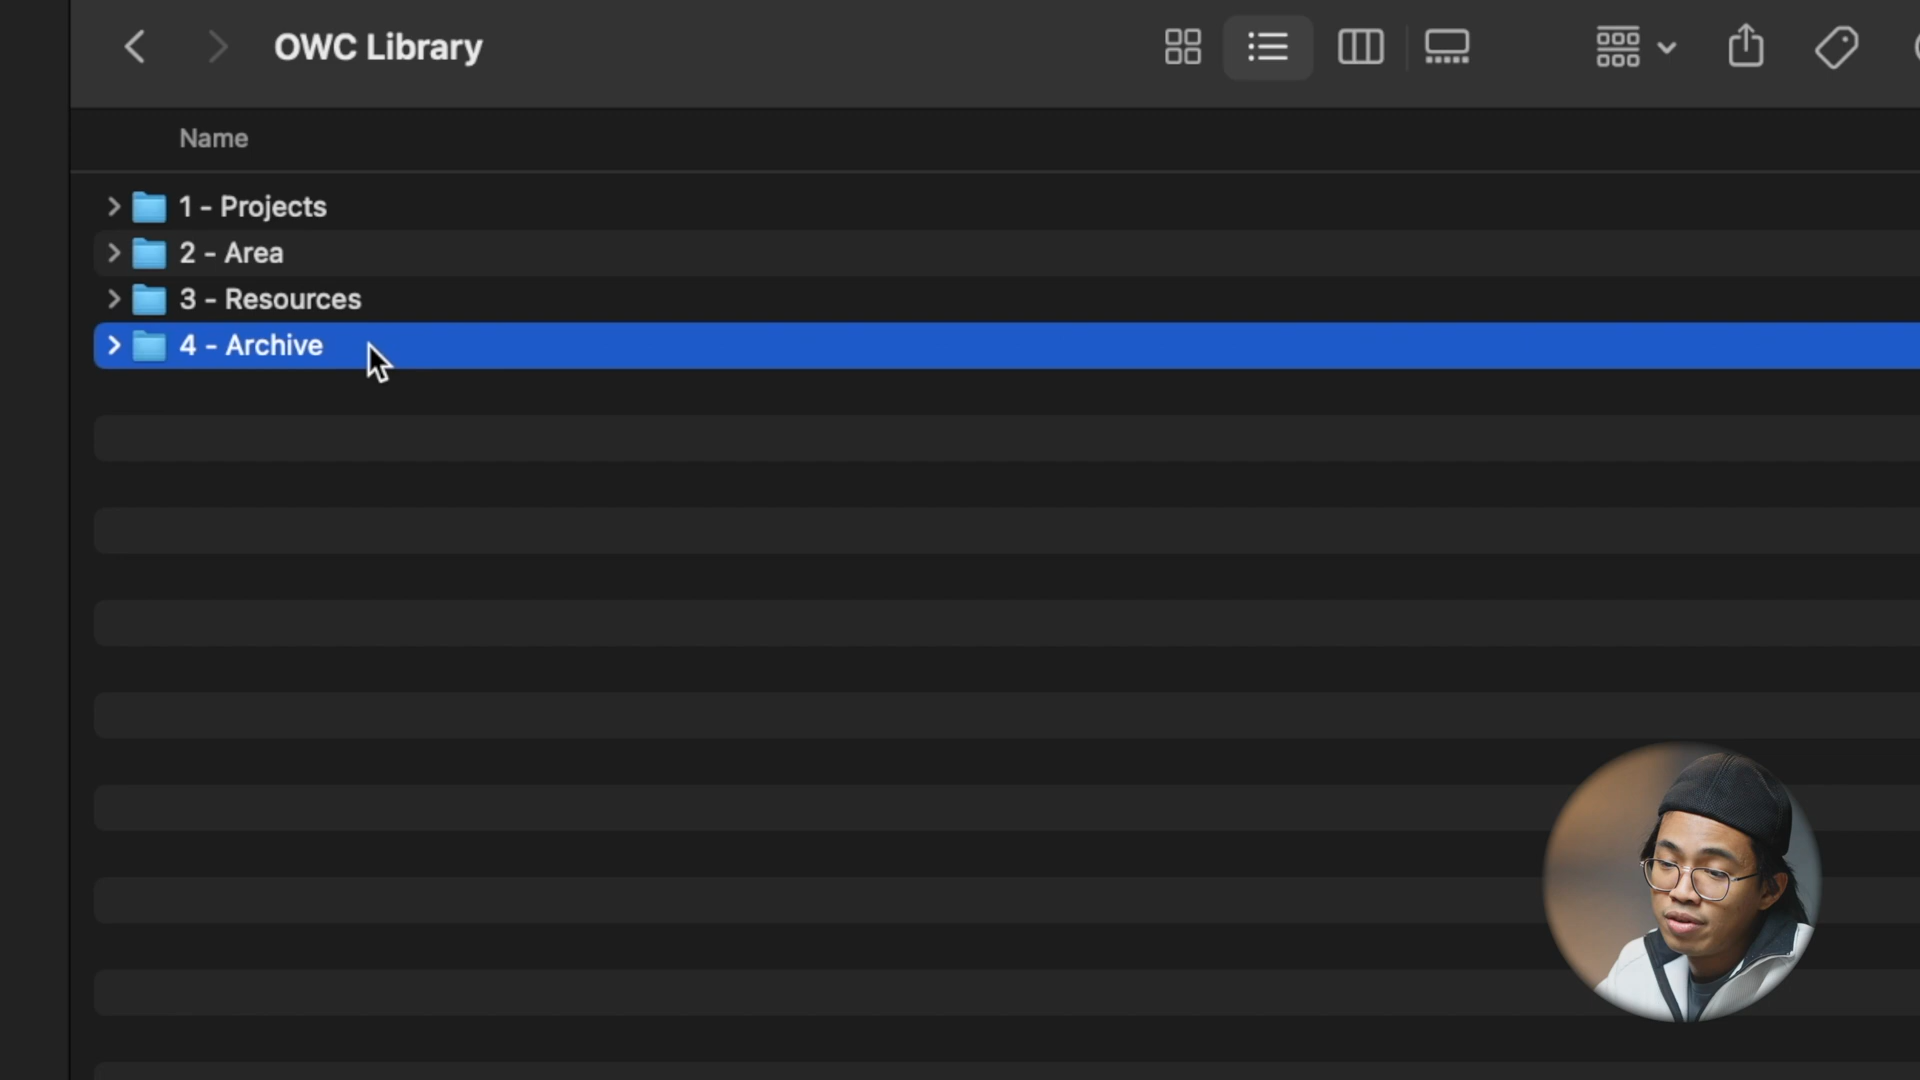 OWC Library
Name
1 - Projects
2 - Area
3 - Resources
4 - Archive